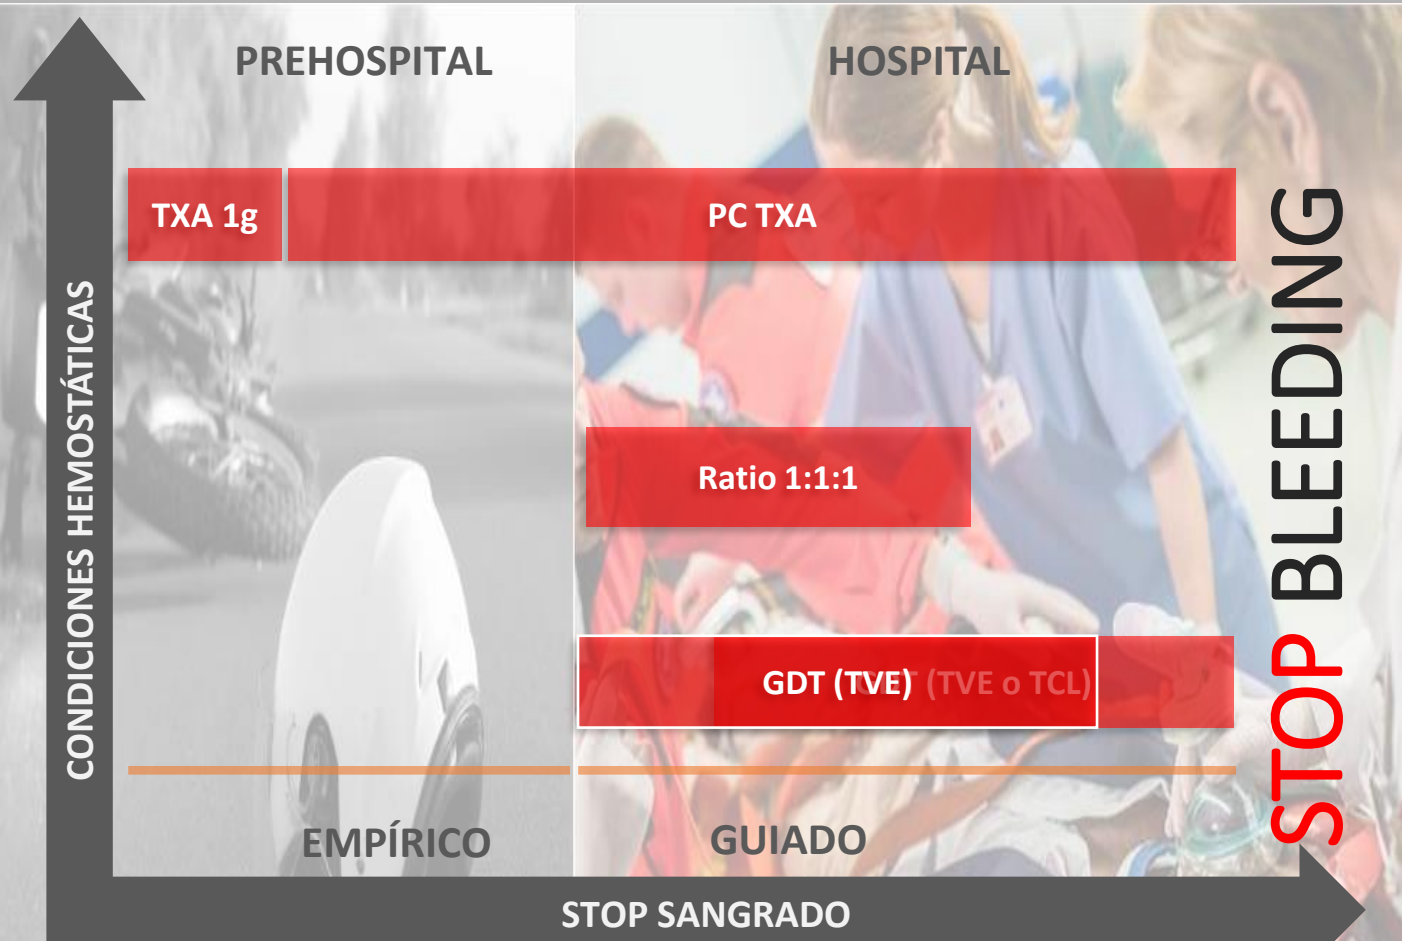 PREHOSPITAL
HOSPITAL
TXA 1g
PC TXA
Ratio 1:1:1
GDT (TVE)
(TVE o TCL)
EMPÍRICO
GUIADO
CONDICIONES HEMOSTÁTICAS
STOP SANGRADO
STOP BLEEDING